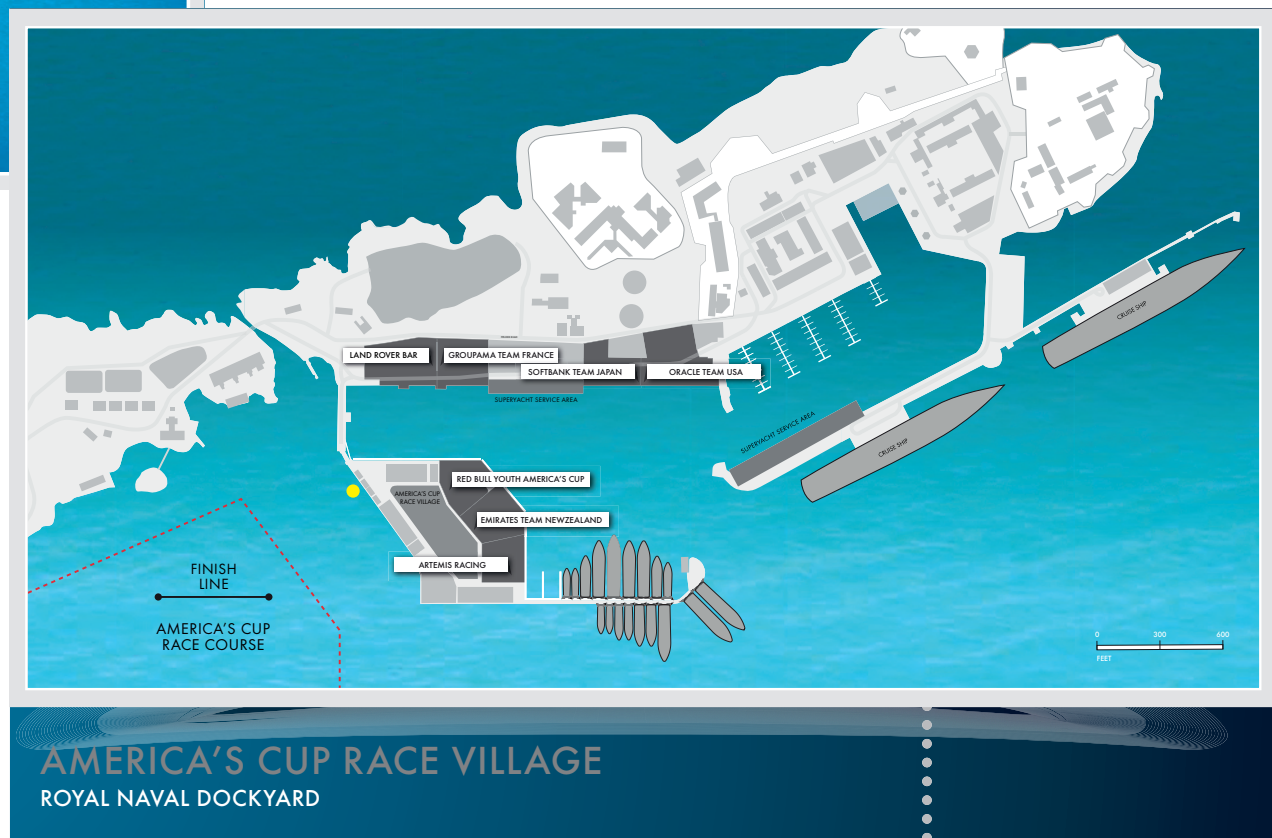 LAND ROVER BAR
GROUPAMA TEAM FRANCE
SOFTBANK TEAM JAPAN
ORACLE TEAM USA
SUPERYACHT SERVICE AREA
CRUISE SHIP
SUPERYACHT SERVICE AREA
CRUISE SHIP
RED BULL YOUTH AMERICA'S CUP
AMERICA'S CUP
RACE VILLAGE
EMIRATES TEAM NEWZEALAND
ARTEMIS RACING
FINISH
LINE
AMERICA'S CUP
RACE COURSE
0 300 600
FEET
AMERICA'S CUP RACE VILLAGE
ROYAL NAVAL DOCKYARD